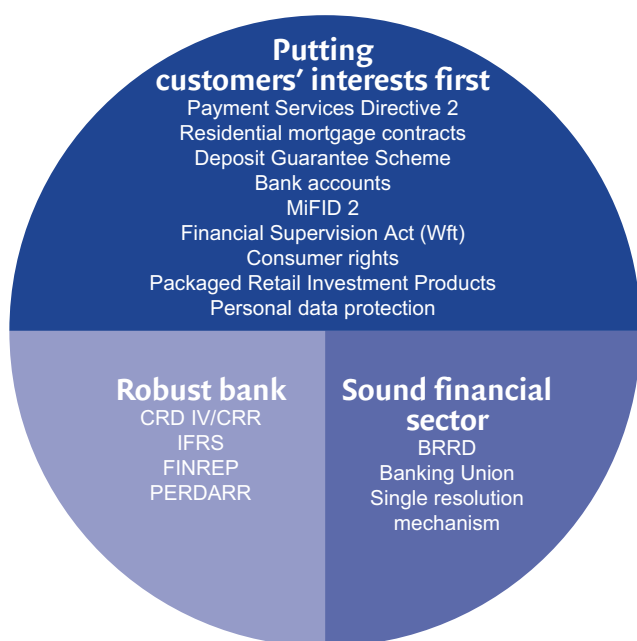 Putting
customers' interests first
Payment Services Directive 2
Residential mortgage contracts
Deposit Guarantee Scheme
Bank accounts
MiFID 2
Financial Supervision Act (Wft)
Consumer rights
Packaged Retail Investment Products
Personal data protection
Robust bank
CRD IV/CRR
IFRS
FINREP
PERDARR
Sound financial
sector
BRRD
Banking Union
Single resolution
mechanism